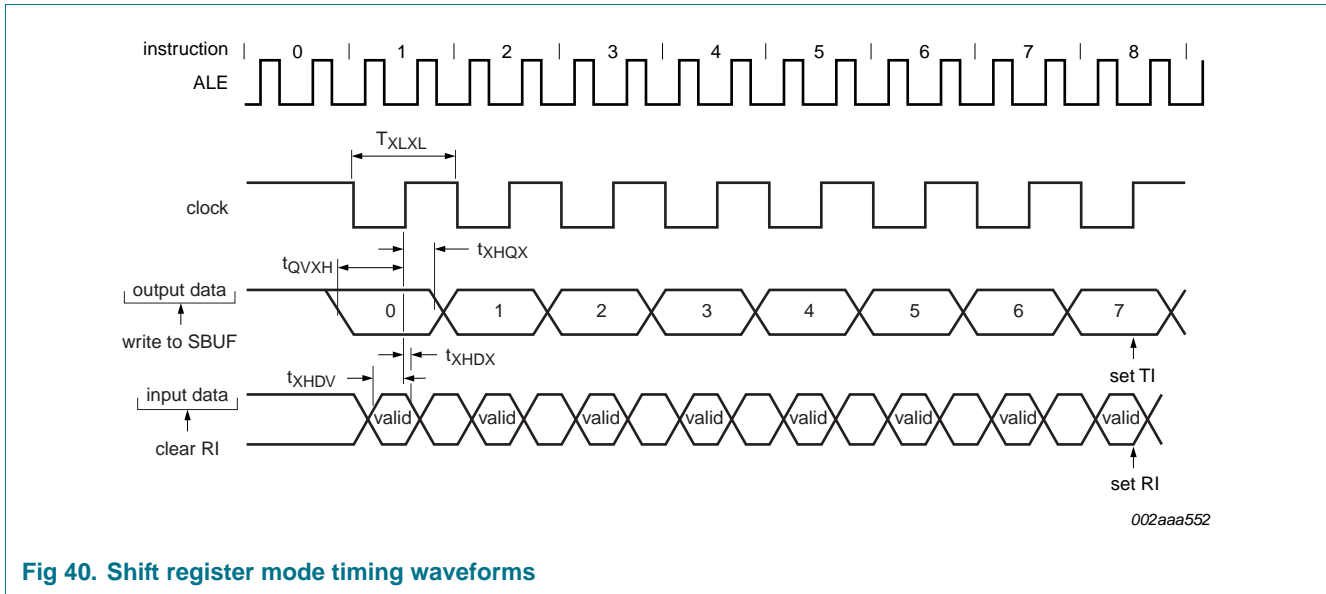 instruction 0 1 2 3 4 5 6 7 8
ALE
TXLXL
clock
tXHQX
tQVXH
output data 0 1 2 3 4 5 6 7
write to SBUF
tXHDX
tXHDV
set TI
input data valid valid valid valid valid valid valid valid
clear RI
set RI
002aaa552
Fig 40. Shift register mode timing waveforms